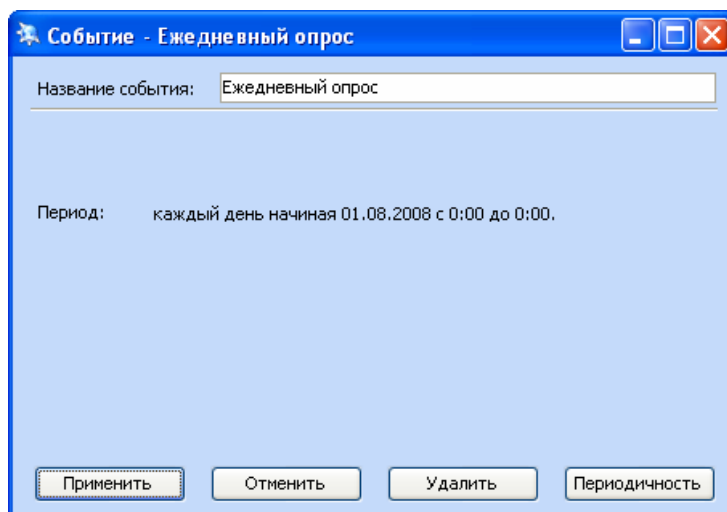 Событие - Ежедневный опрос
Название события: Ежедневный опрос
Период: каждый день начиная 01.08.2008 с 0:00 до 0:00.
Применить Отменить Удалить Периодичность